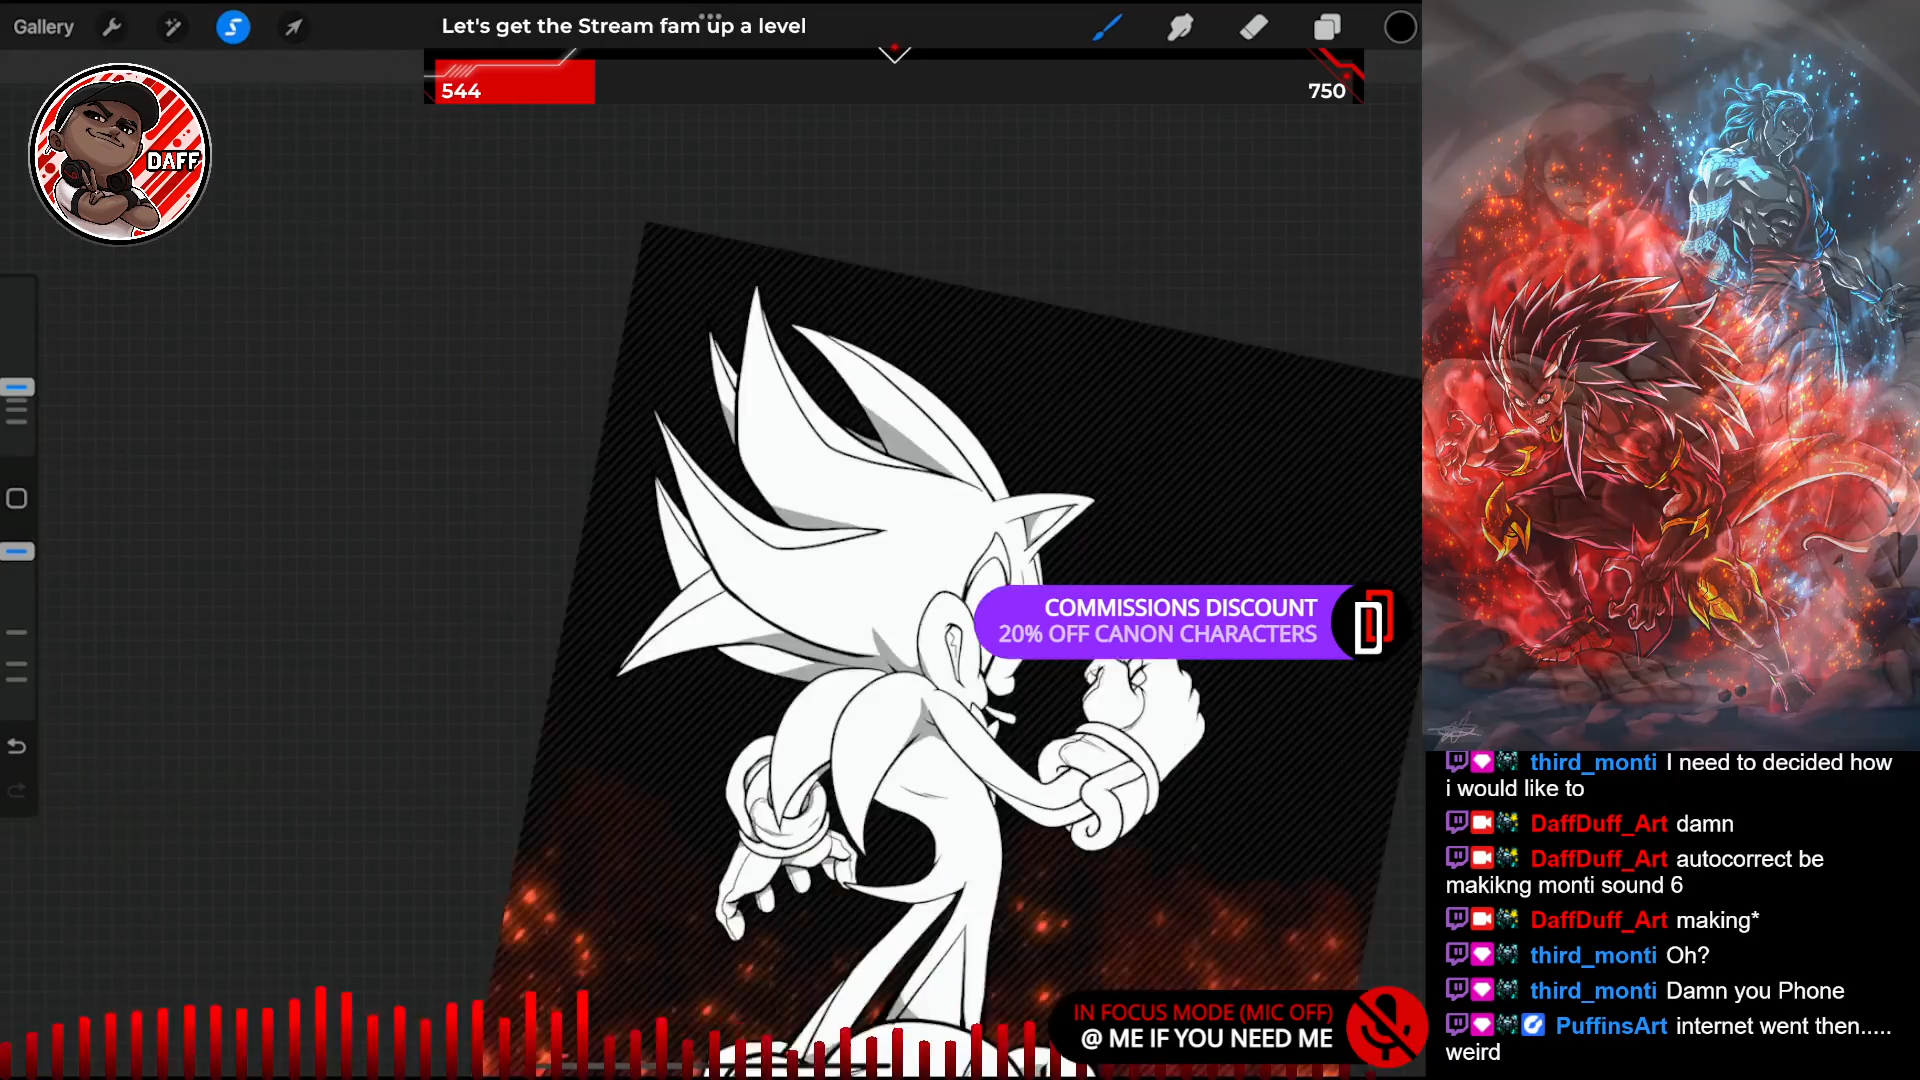 Gallery
Let's get the Stream fam up a level
544
750
DAFF
COMMISSIONS DISCOUNT
20% OFF CANON CHARACTERS
IN FOCUS MODE (MIC OFF)
@ ME IF YOU NEED ME
third_monti I need to decided how
i would like to
DaffDuff_Art damn
DaffDuff_Art autocorrect be
makikng monti sound 6
DaffDuff_Art making*
third_monti Oh?
third_monti Damn you Phone
PuffinsArt internet went then.....
weird